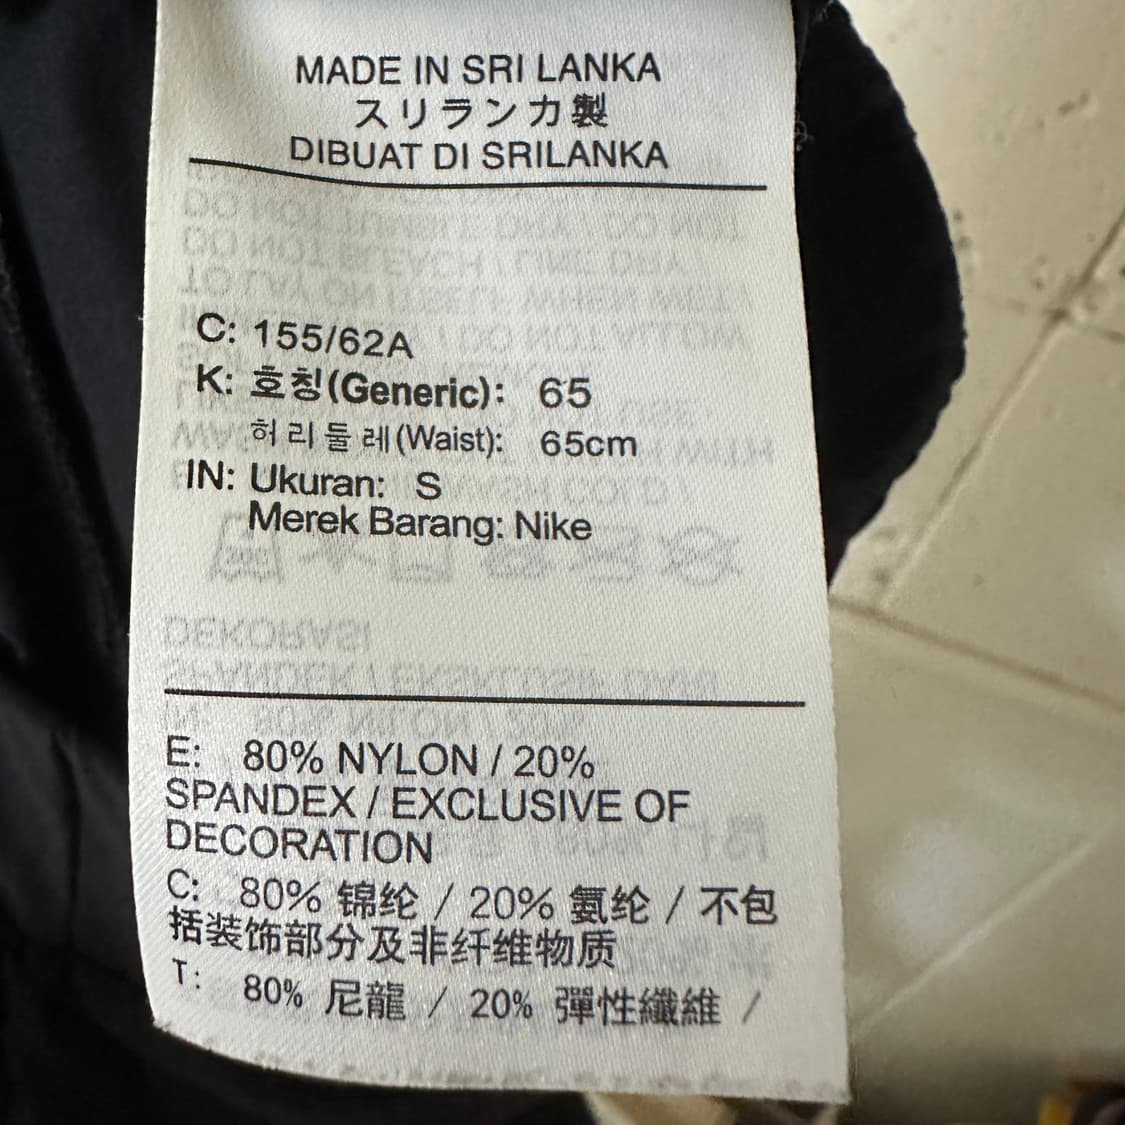 MADE IN SRI LANKA
スリランカ製
DIBUAT DI SRILANKA
C: 155/62A
K: 호칭(Generic): 65
허리둘레(Waist): 65cm
IN: Ukuran: S
Merek Barang: Nike
E: 80% NYLON / 20%
SPANDEX / EXCLUSIVE OF
DECORATION
C: 80% 锦纶 / 20% 氨纶 / 不包
括装饰部分及非纤维物质
T: 80% 尼龍 / 20% 彈性纖維 /